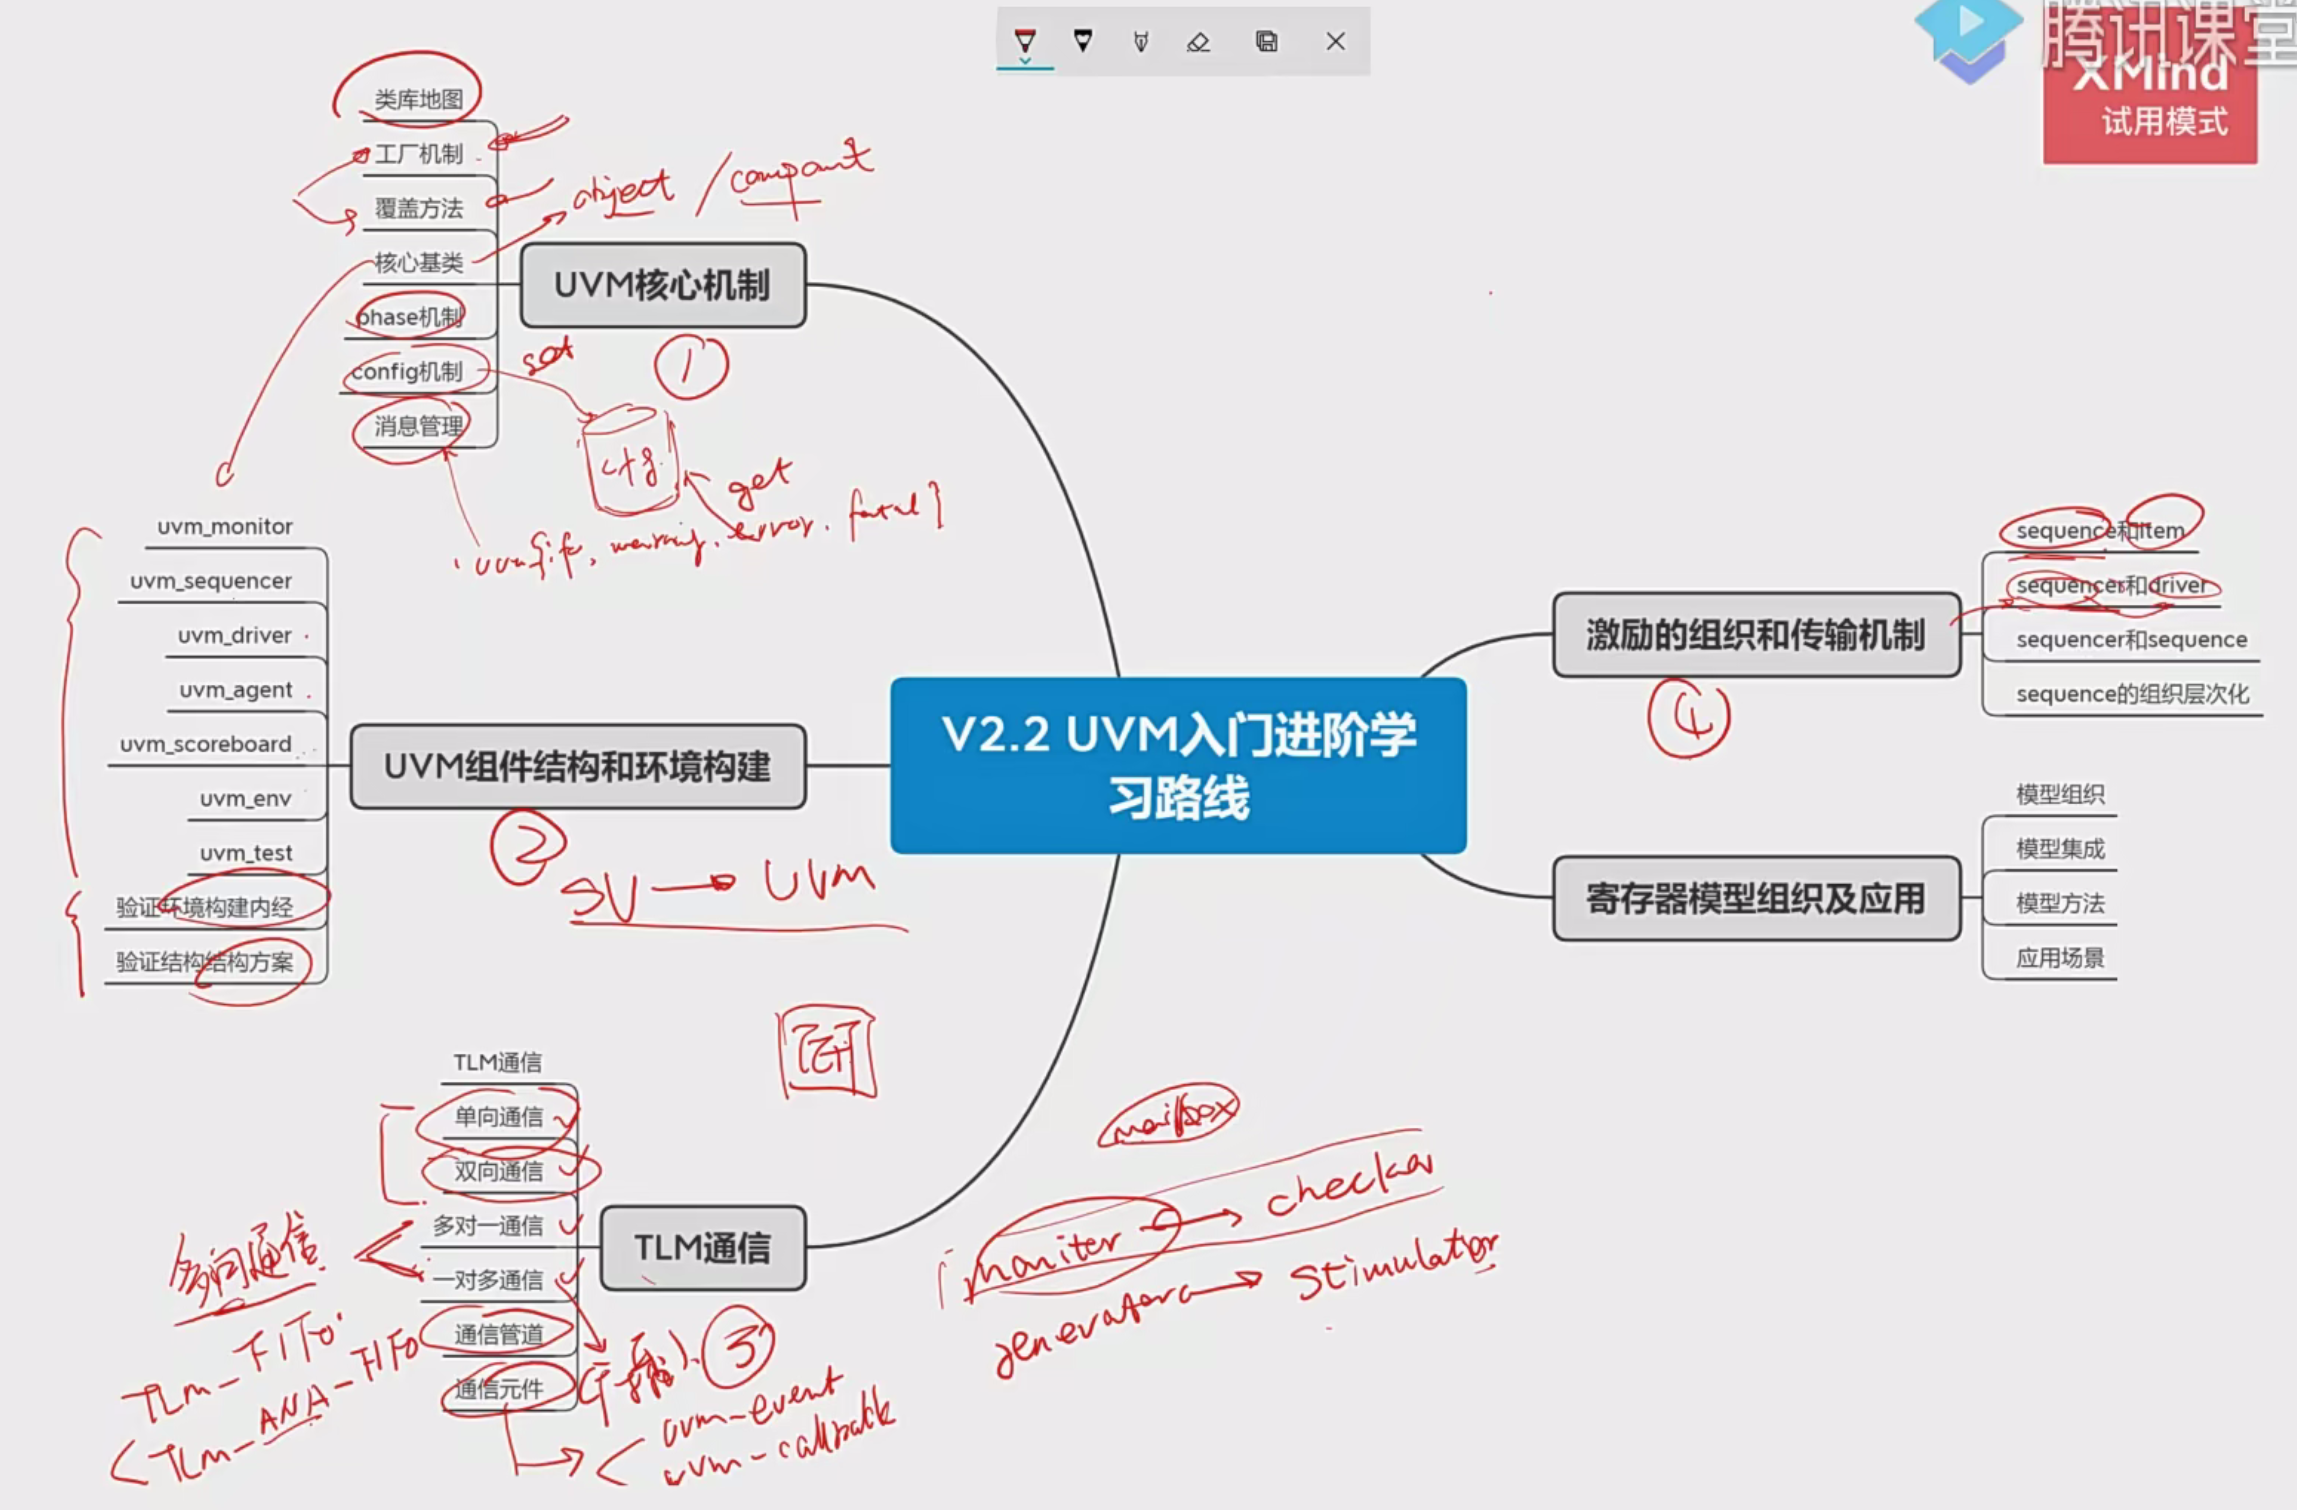 腾讯课堂
XMind
试用模式
类库地图
工厂机制
覆盖方法
核心基类
phase机制
config机制
消息管理
UVM核心机制
object / component
①
set
cfg
get
uvm_{info, warning, error, fatal}
uvm_monitor
uvm_sequencer
uvm_driver
uvm_agent
uvm_scoreboard
uvm_env
uvm_test
验证环境构建内经
验证结构结构方案
UVM组件结构和环境构建
②
SV → UVM
V2.2 UVM入门进阶学
习路线
TLM通信
单向通信
双向通信
多对一通信
一对多通信
通信管道
通信元件
TLM通信
③
多向通信
TLM-FIFO
TLM-ANA-FIFO
(广播)
uvm-event
uvm-callback
mailbox
moniter → checker
generator → Stimulator
激励的组织和传输机制
④
sequence和item
sequencer和driver
sequencer和sequence
sequence的组织层次化
寄存器模型组织及应用
模型组织
模型集成
模型方法
应用场景